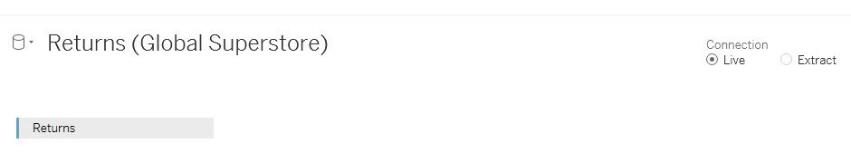 Returns (Global Superstore)
Connection
Live
Extract
Returns